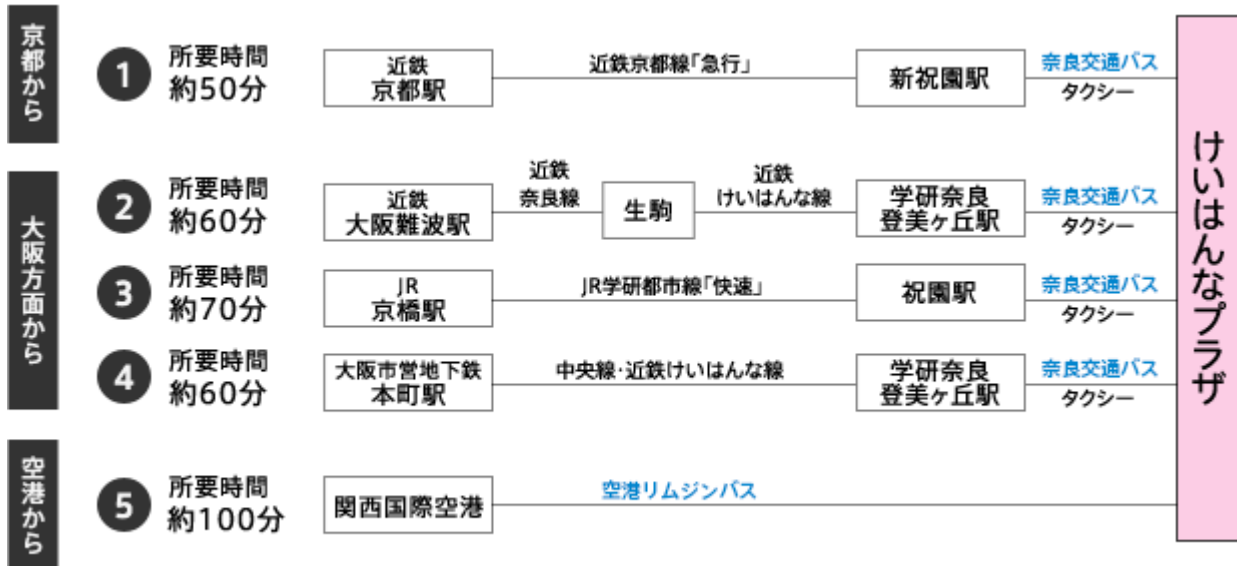 京都から
1
所要時間
約50分
近鉄
京都駅
近鉄京都線「急行」
新祝園駅
奈良交通バス
タクシー
大阪方面から
2
所要時間
約60分
近鉄
大阪難波駅
近鉄
奈良線
生駒
近鉄
けいはんな線
学研奈良
登美ヶ丘駅
奈良交通バス
タクシー
3
所要時間
約70分
JR
京橋駅
JR学研都市線「快速」
祝園駅
奈良交通バス
タクシー
4
所要時間
約60分
大阪市営地下鉄
本町駅
中央線・近鉄けいはんな線
学研奈良
登美ヶ丘駅
奈良交通バス
タクシー
空港から
5
所要時間
約100分
関西国際空港
空港リムジンバス
けいはんなプラザ